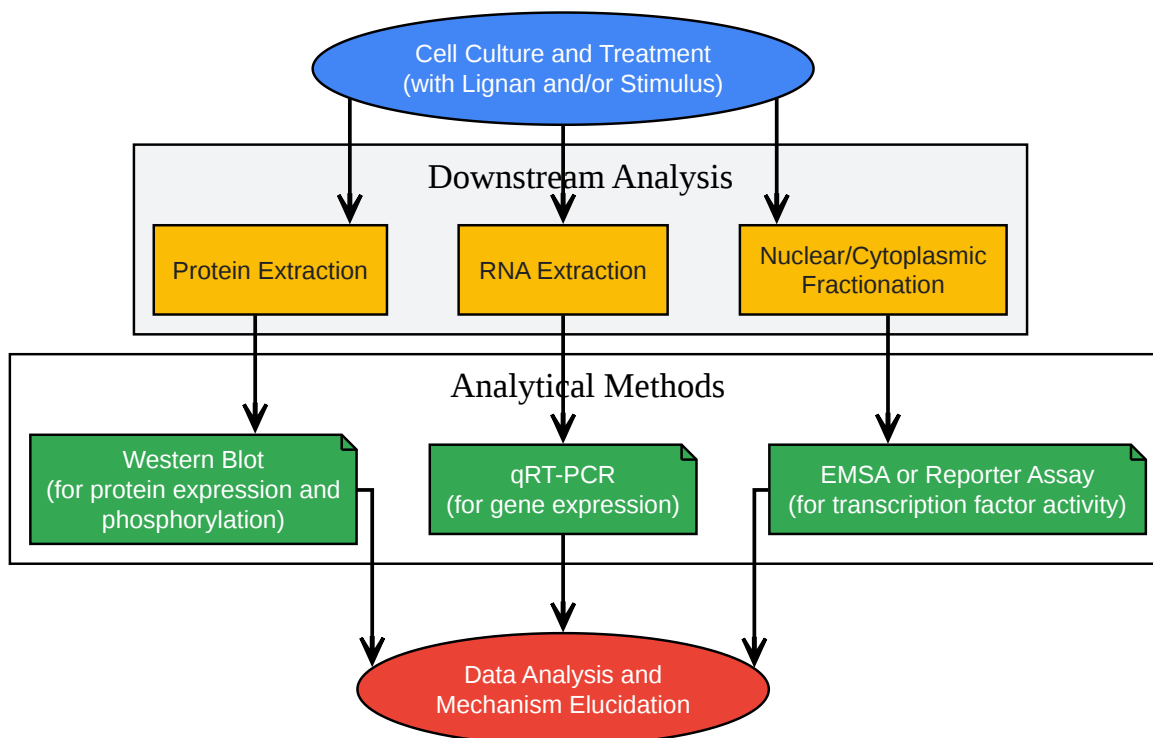 Cell Culture and Treatment
(with Lignan and/or Stimulus)
Downstream Analysis
Protein Extraction
RNA Extraction
Nuclear/Cytoplasmic
Fractionation
Analytical Methods
Western Blot
(for protein expression and
phosphorylation)
qRT-PCR
(for gene expression)
EMSA or Reporter Assay
(for transcription factor activity)
Data Analysis and
Mechanism Elucidation